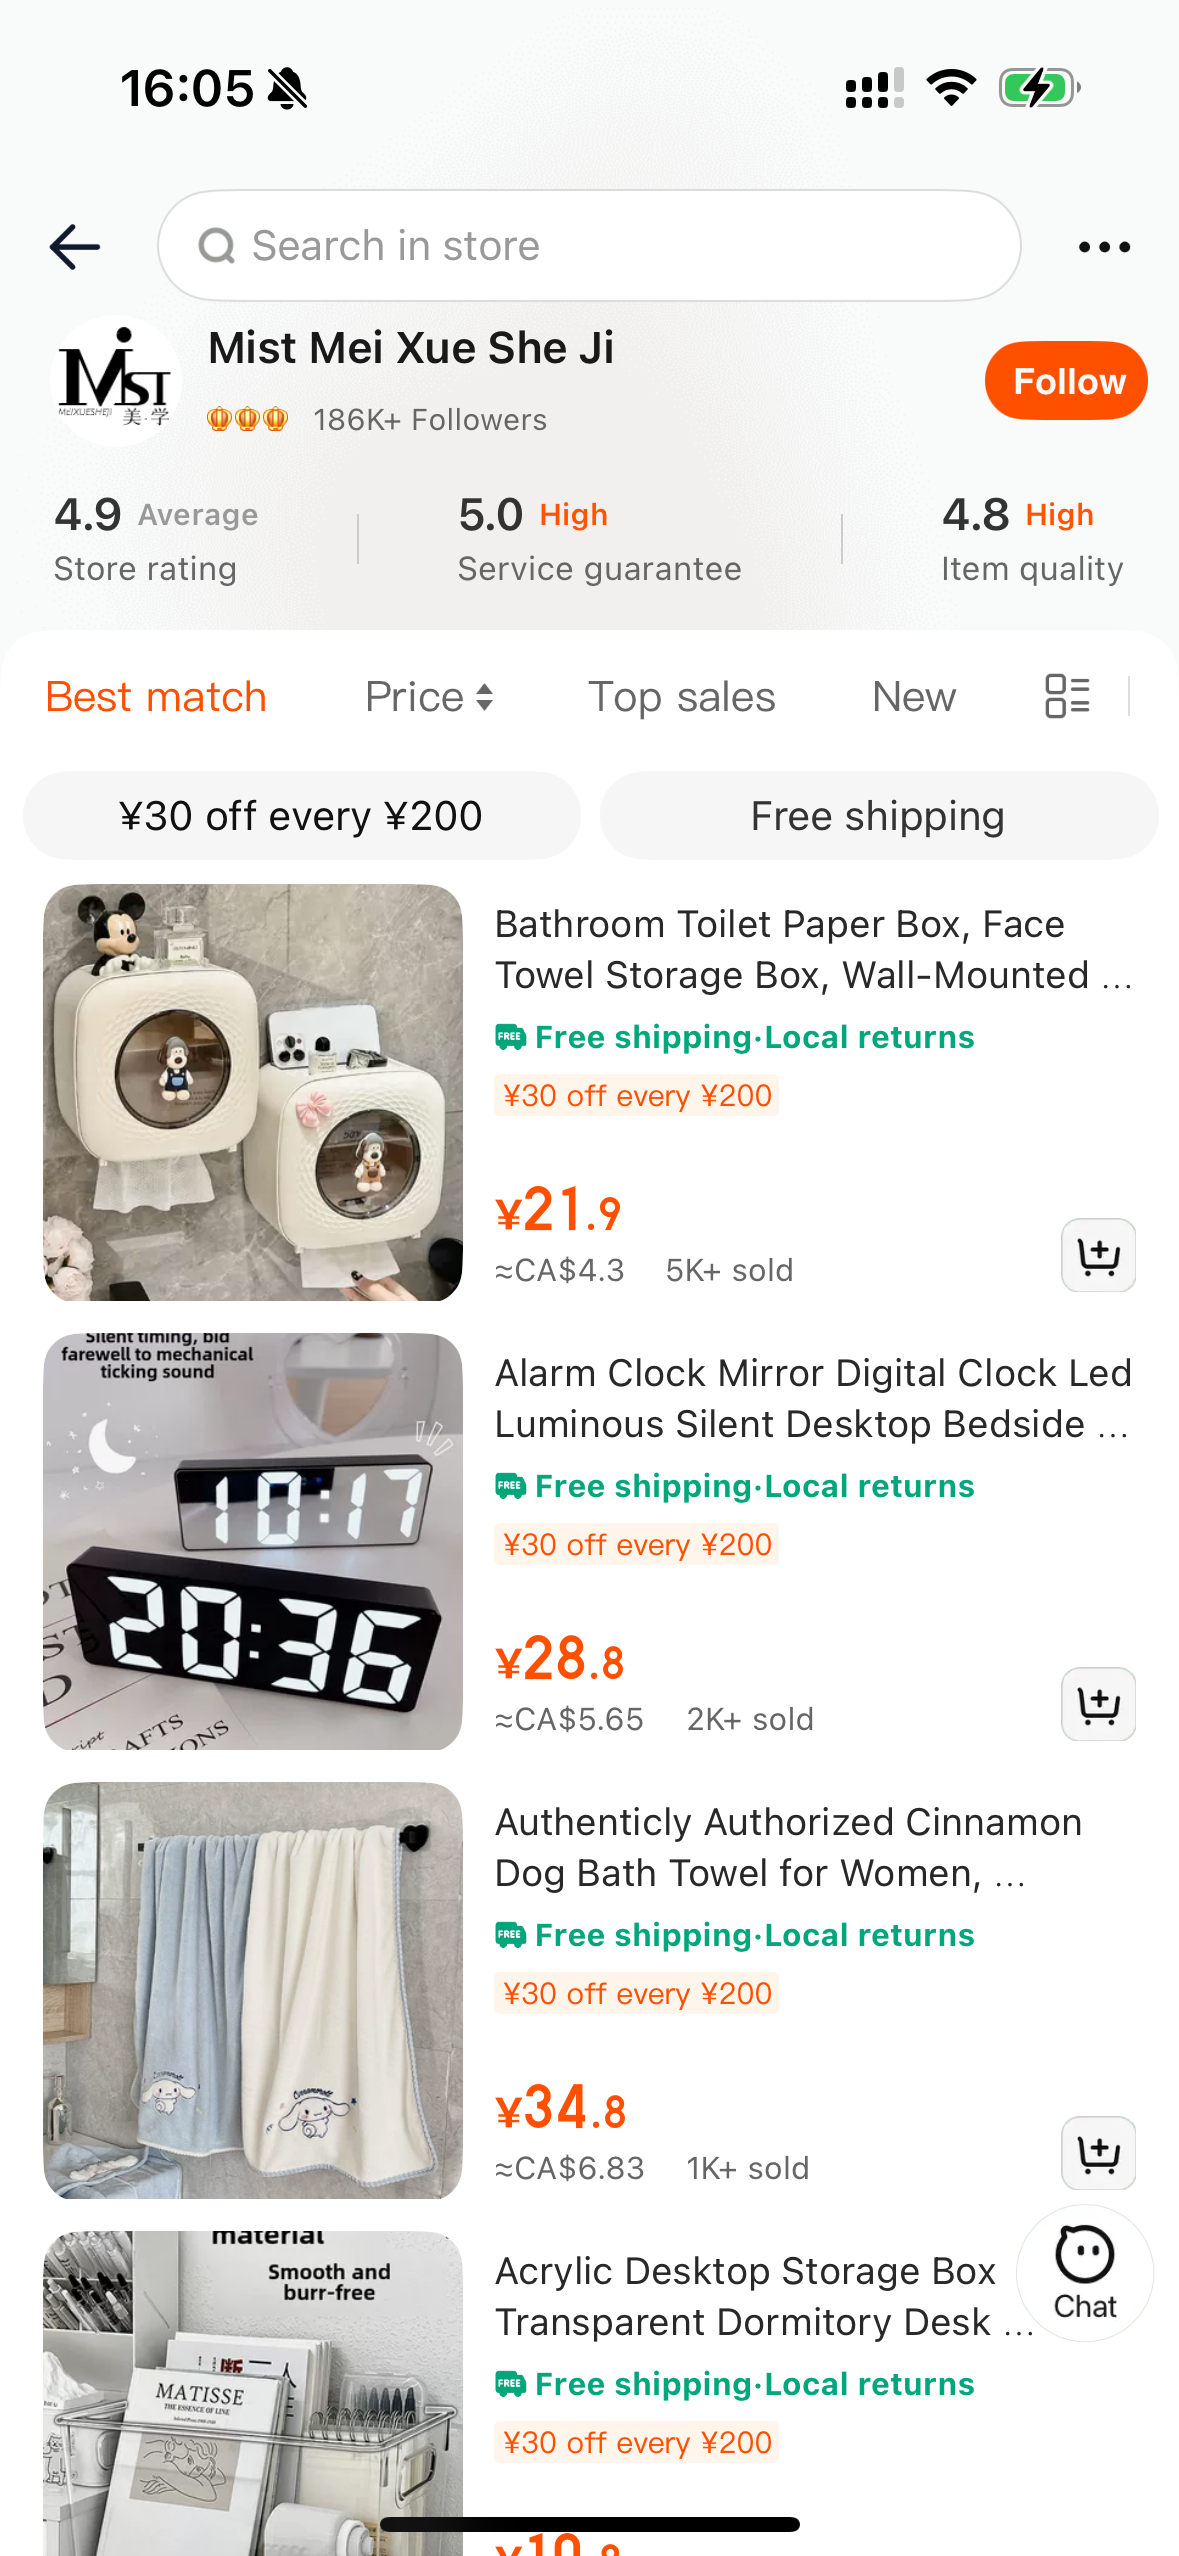 16:05
Search in store
MST
MEIXUESHEJI 美·学
Mist Mei Xue She Ji
186K+ Followers
Follow
4.9 Average
Store rating
5.0 High
Service guarantee
4.8 High
Item quality
Best match
Price
Top sales
New
¥30 off every ¥200
Free shipping
Bathroom Toilet Paper Box, Face
Towel Storage Box, Wall-Mounted ...
FREE Free shipping·Local returns
¥30 off every ¥200
¥21.9
≈CA$4.3 5K+ sold
Silent timing, bid
farewell to mechanical
ticking sound
10:17
20:36
Alarm Clock Mirror Digital Clock Led
Luminous Silent Desktop Bedside ...
FREE Free shipping·Local returns
¥30 off every ¥200
¥28.8
≈CA$5.65 2K+ sold
Authenticly Authorized Cinnamon
Dog Bath Towel for Women, ...
FREE Free shipping·Local returns
¥30 off every ¥200
¥34.8
≈CA$6.83 1K+ sold
material
Smooth and
burr-free
MATISSE
THE ESSENCE OF LINE
Acrylic Desktop Storage Box
Transparent Dormitory Desk ...
FREE Free shipping·Local returns
¥30 off every ¥200
Chat